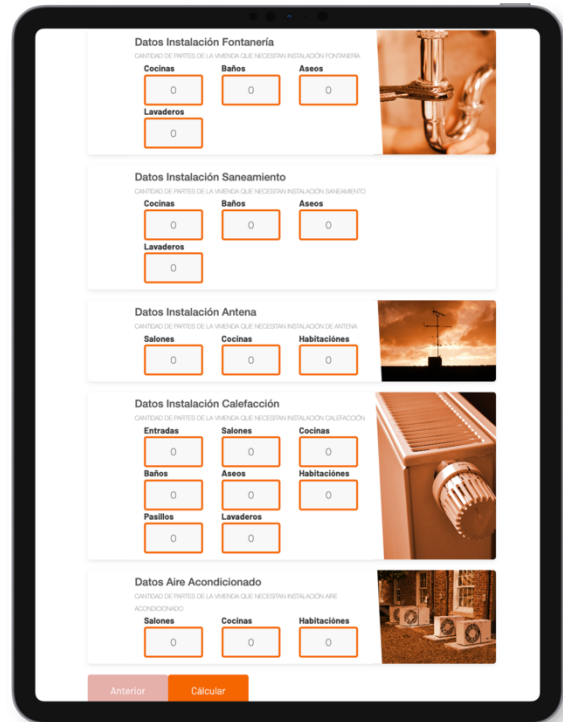 Datos Instalación Fontanería
CANTIDAD DE PARTES DE LA VIVIENDA QUE NECESITAN INSTALACIÓN FONTANERÍA
Cocinas Baños Aseos
0 0 0
Lavaderos
0
Datos Instalación Saneamiento
CANTIDAD DE PARTES DE LA VIVIENDA QUE NECESITAN INSTALACIÓN SANEAMIENTO
Cocinas Baños Aseos
0 0 0
Lavaderos
0
Datos Instalación Antena
CANTIDAD DE PARTES DE LA VIVIENDA QUE NECESITAN INSTALACIÓN DE ANTENA
Salones Cocinas Habitaciónes
0 0 0
Datos Instalación Calefacción
CANTIDAD DE PARTES DE LA VIVIENDA QUE NECESITAN INSTALACIÓN CALEFACCIÓN
Entradas Salones Cocinas
0 0 0
Baños Aseos Habitaciónes
0 0 0
Pasillos Lavaderos
0 0
Datos Aire Acondicionado
CANTIDAD DE PARTES DE LA VIVIENDA QUE NECESITAN INSTALACIÓN AIRE
ACONDICIONADO
Salones Cocinas Habitaciónes
0 0 0
Anterior Cálcular